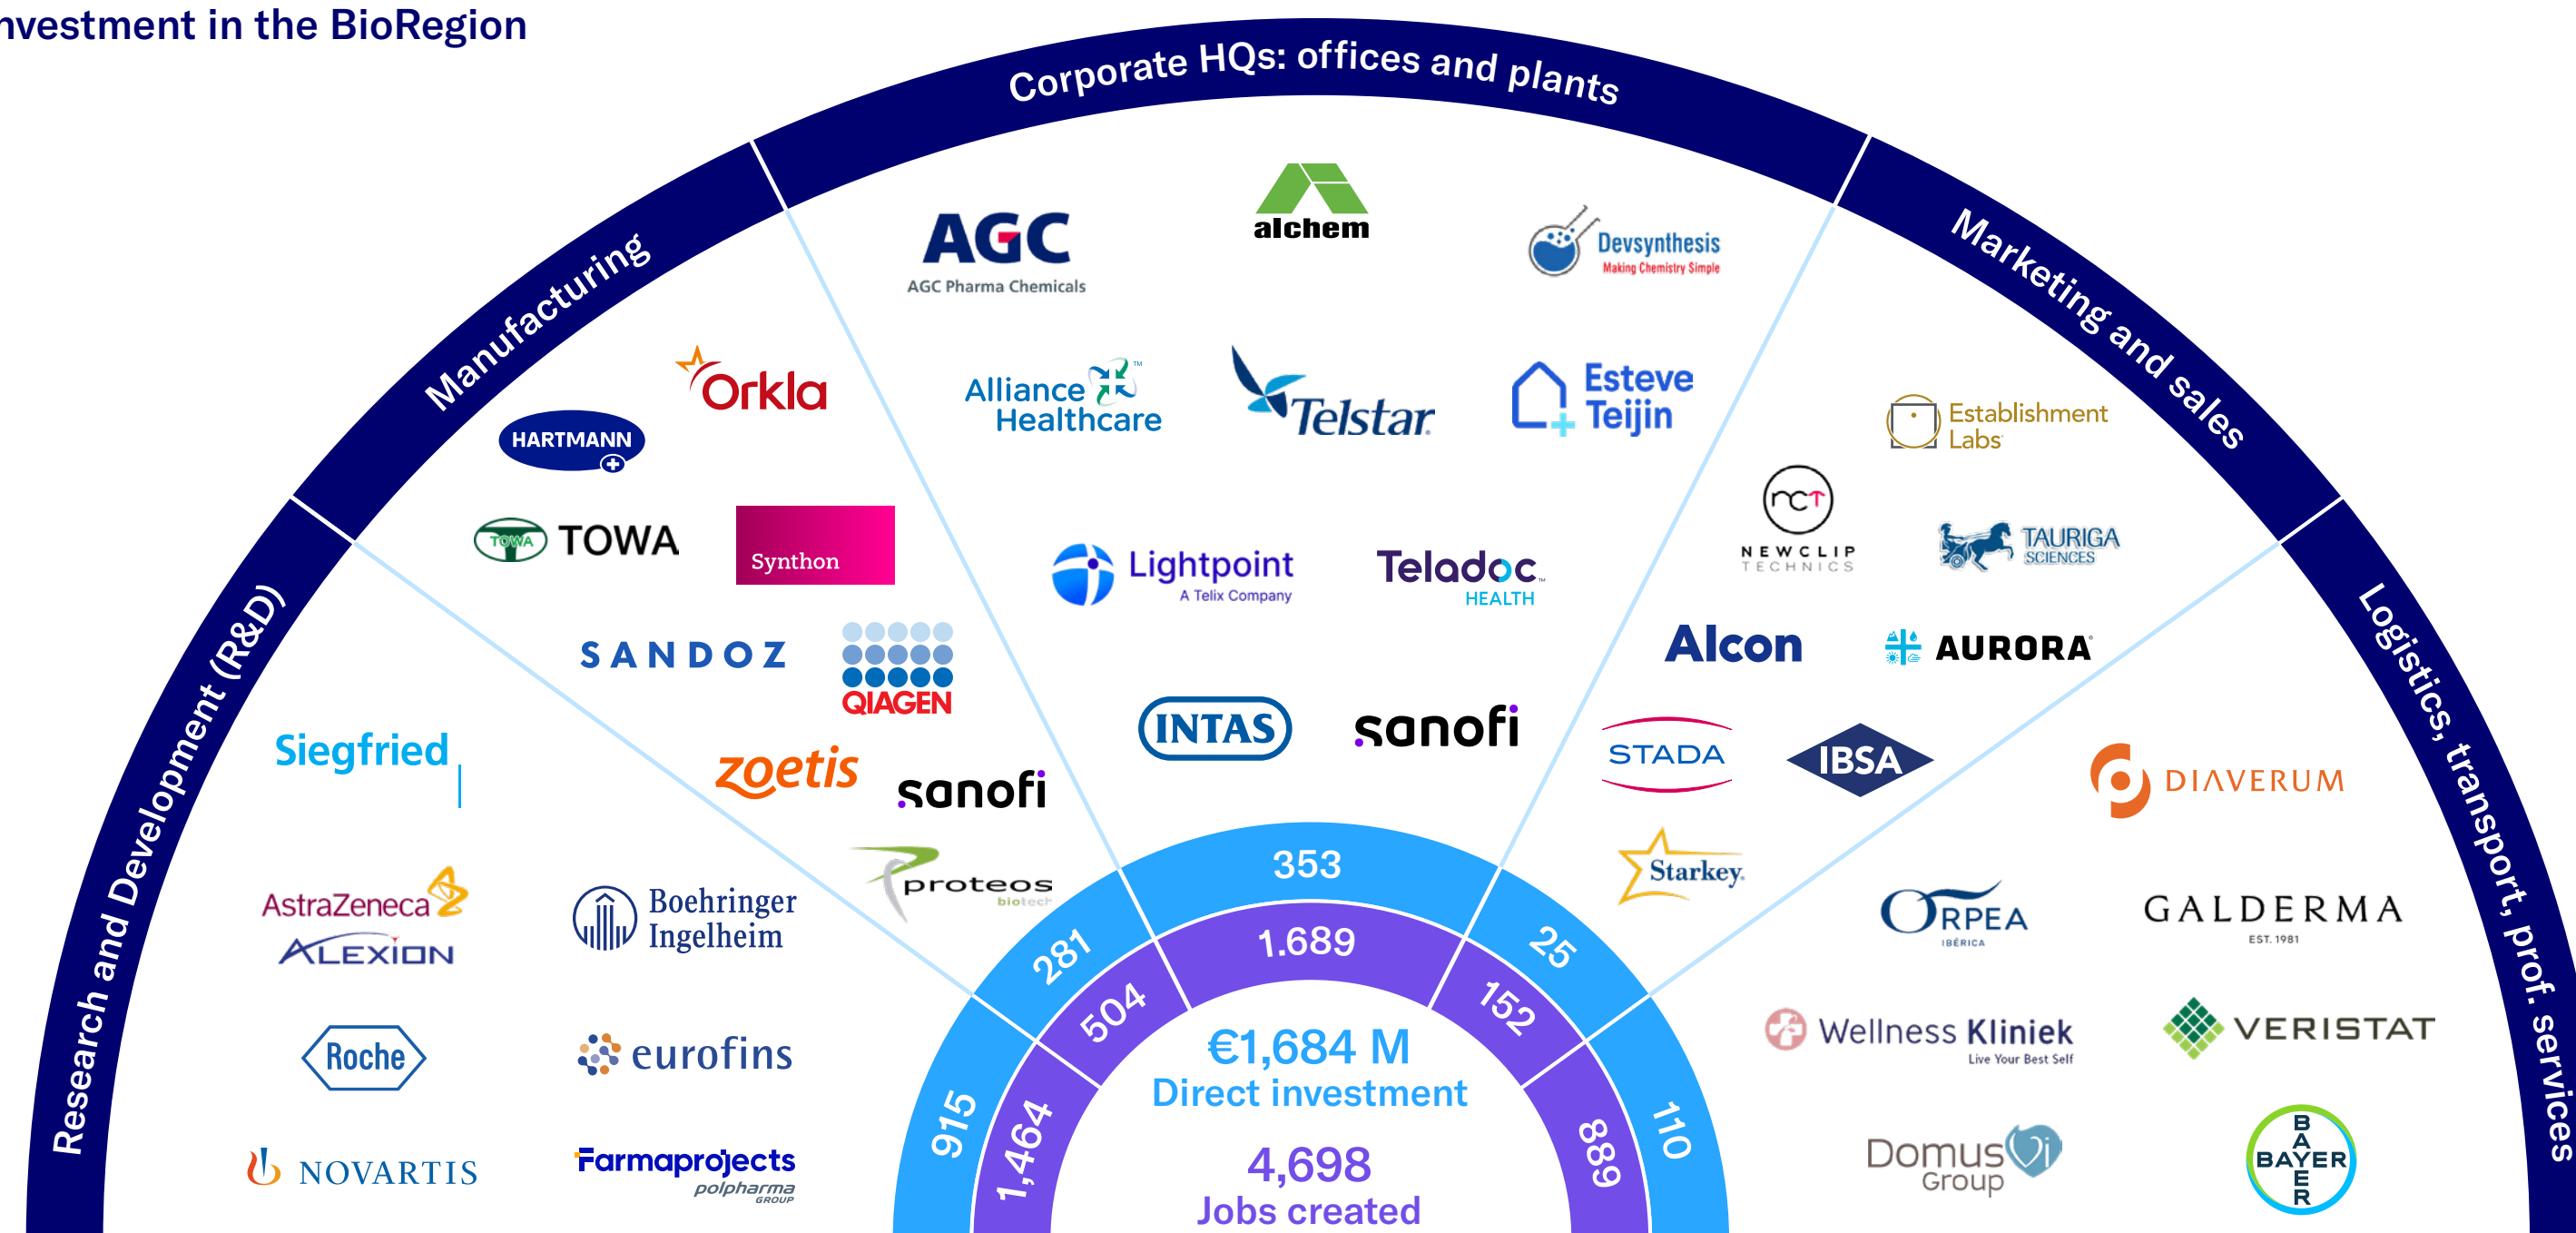 nvestment in the BioRegion
Corporate HQs: offices and plants
Manufacturing
Marketing and sales
Research and Development (R&D)
Logistics, transport, prof. services
AGC
AGC Pharma Chemicals
alchem
Devsynthesis
Making Chemistry Simple
Alliance
Healthcare
TM
Telstar
Esteve
Teijin
Lightpoint
A Telix Company
Teladoc
HEALTH
INTAS
sanofi
Orkla
HARTMANN
TOWA TOWA
Synthon
SANDOZ
QIAGEN
zoetis
sanofi
proteos
biotech
Establishment
Labs
nct
NEWCLIP
TECHNICS
TAURIGA
SCIENCES
Alcon
AURORA
STADA
IBSA
Starkey
Siegfried
AstraZeneca
ALEXION
Boehringer
Ingelheim
Roche
eurofins
NOVARTIS
Farmaprojects
polpharma
GROUP
DIAVERUM
ORPEA
IBÉRICA
GALDERMA
EST. 1981
Wellness Kliniek
Live Your Best Self
VERISTAT
DomusVi
Group
BAYER
BAYER
915
281
353
25
110
1,464
504
1.689
152
889
€1,684 M
Direct investment
4,698
Jobs created